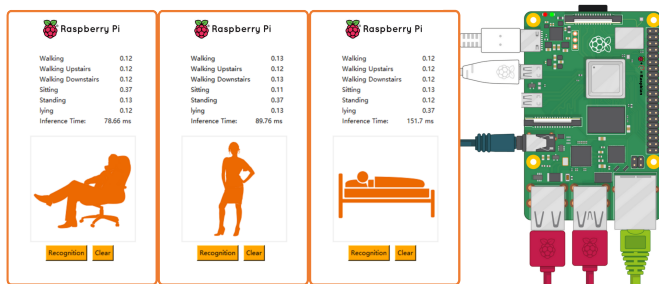 Raspberry Pi
Walking 0.12
Walking Upstairs 0.12
Walking Downstairs 0.12
Sitting 0.37
Standing 0.13
lying 0.12
Inference Time: 78.66 ms
Recognition Clear
Raspberry Pi
Walking 0.13
Walking Upstairs 0.12
Walking Downstairs 0.13
Sitting 0.11
Standing 0.37
lying 0.13
Inference Time: 89.76 ms
Recognition Clear
Raspberry Pi
Walking 0.12
Walking Upstairs 0.12
Walking Downstairs 0.12
Sitting 0.13
Standing 0.12
lying 0.37
Inference Time: 151.7 ms
Recognition Clear